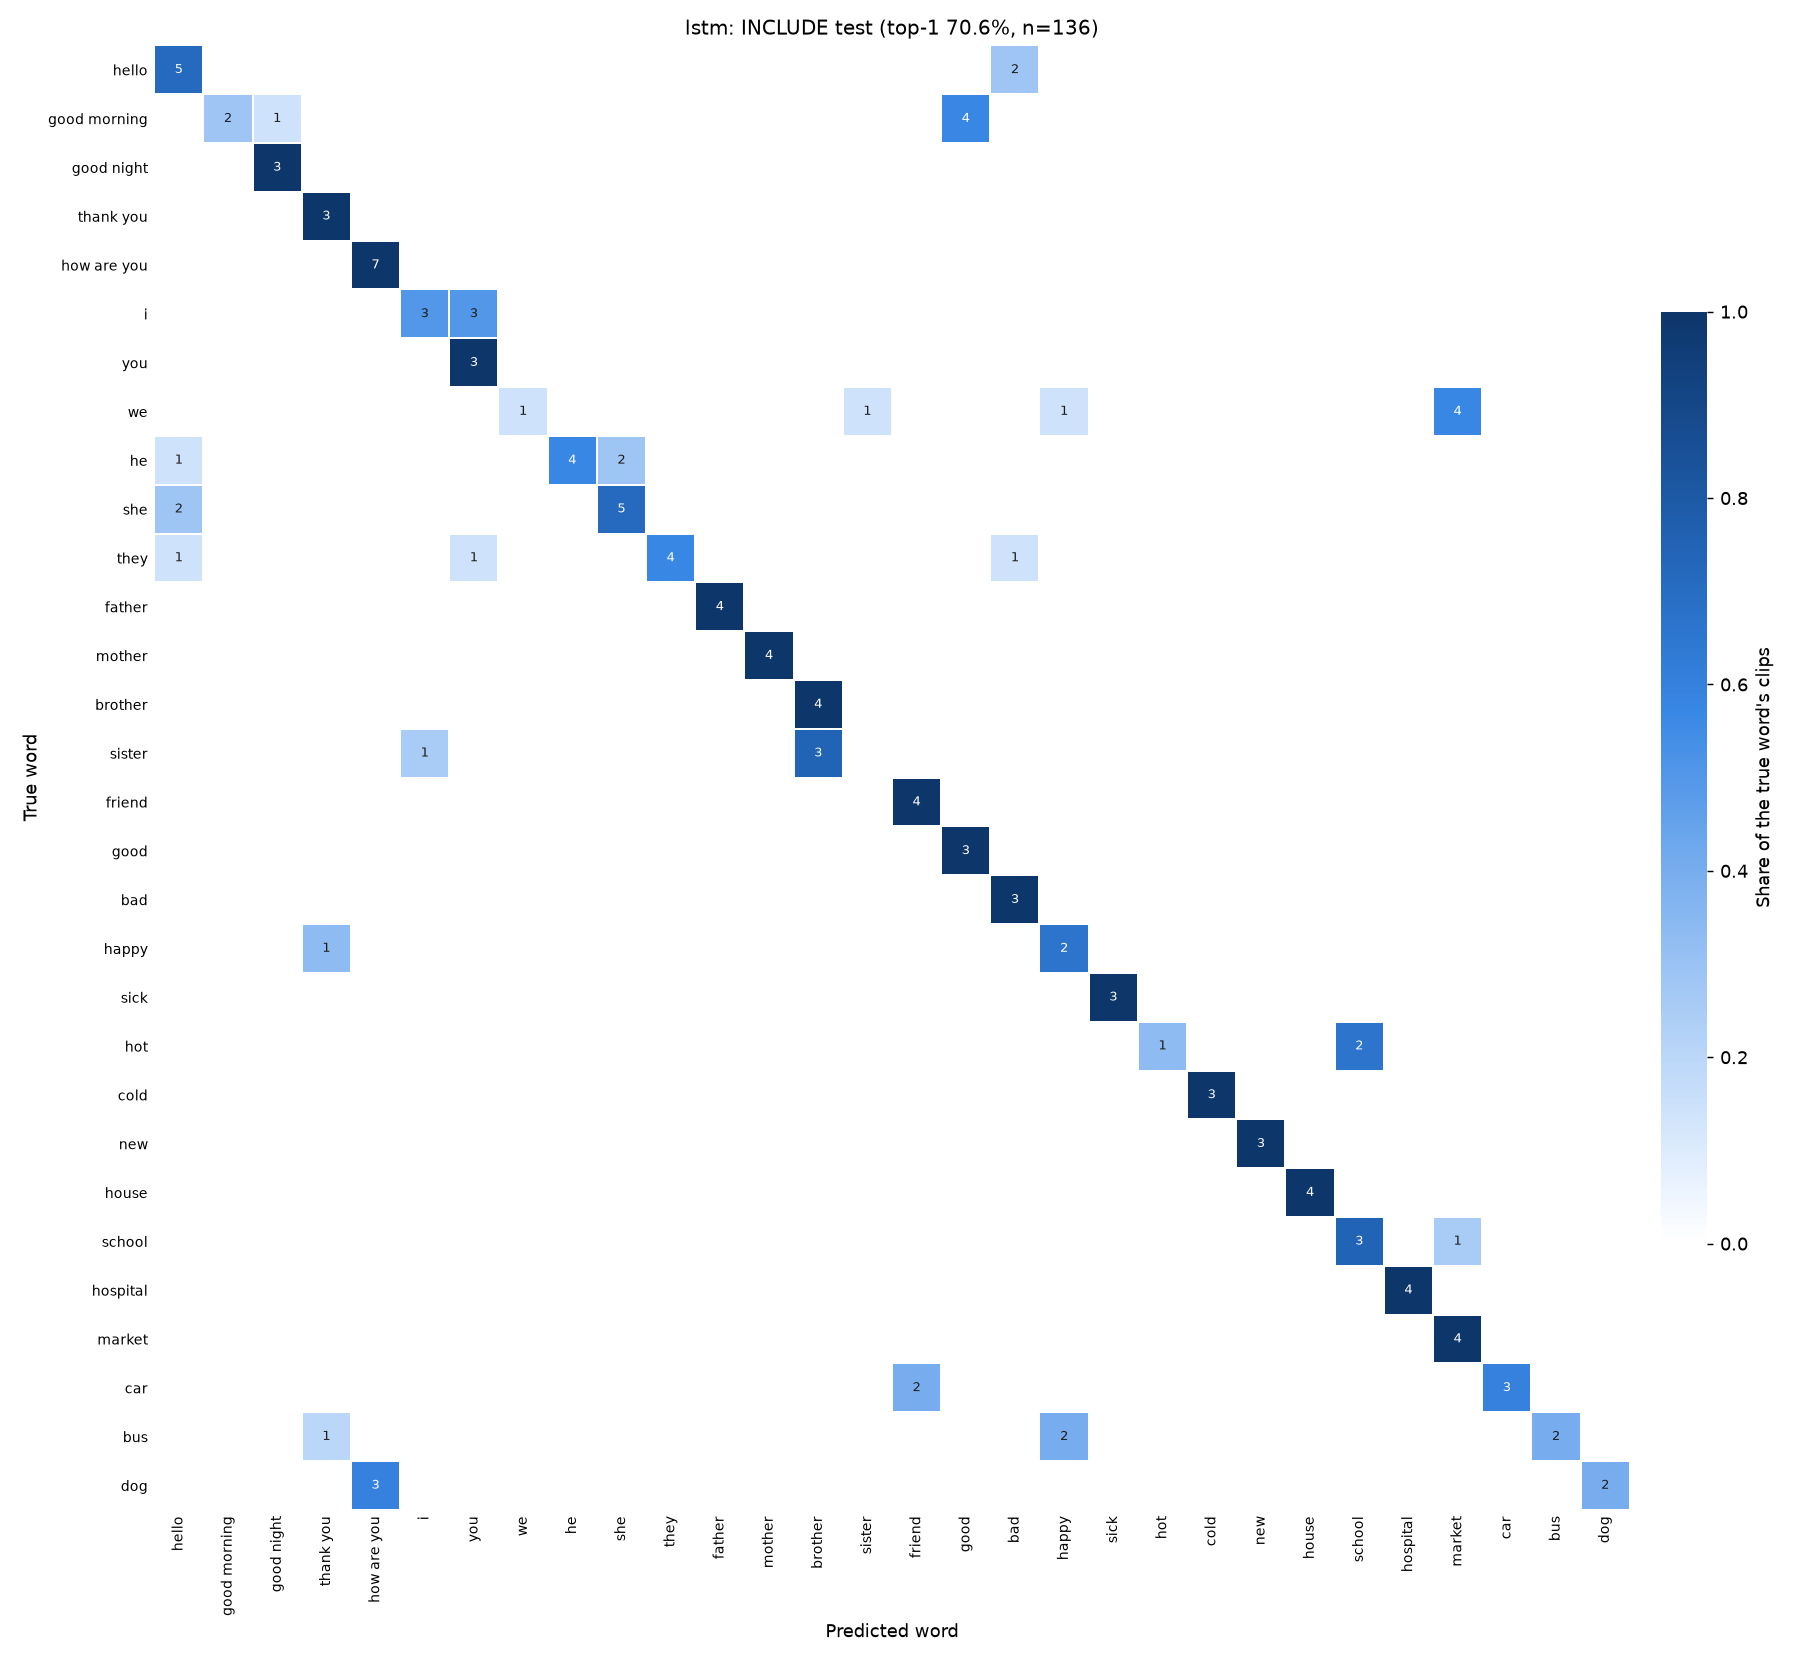 lstm: INCLUDE test (top-1 70.6%, n=136)
hello 5 2
good morning 2 1 4
good night 3
thank you 3
how are you 7
i 3 3
1.0
you 3
we 1 1 1 4
he 1 4 2
0.8
she 2 5
they 1 1 4 1
father 4
mother 4
0.6
brother 4
sister 1 3
True word
Share of the true word's clips
friend 4
good 3
0.4
bad 3
happy 1 2
sick 3
hot 1 2
0.2
cold 3
new 3
house 4
school 3 1
0.0
hospital 4
market 4
car 2 3
bus 1 2 2
dog 3 2
hello good morning good night thank you how are you i you we he she they father mother brother sister friend good bad happy sick hot cold new house school hospital market car bus dog
Predicted word